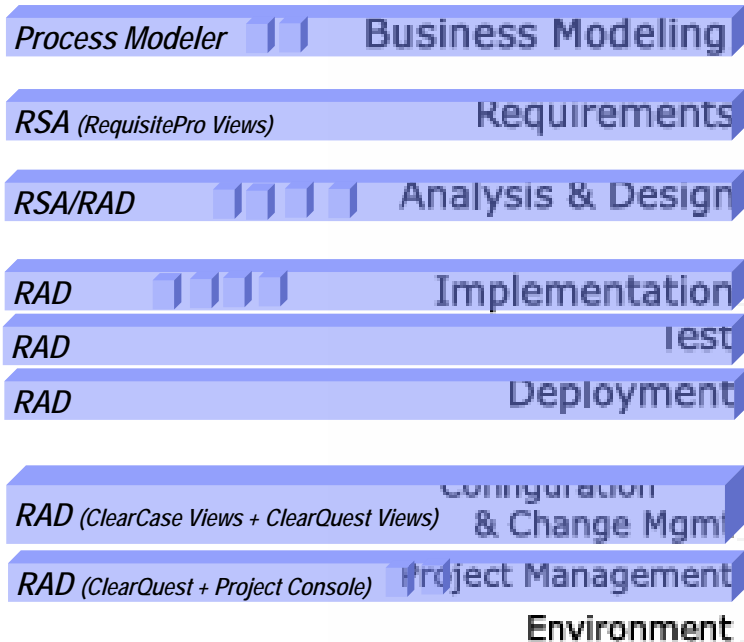 Process Modeler Business Modeling
RSA (RequisitePro Views) Requirements
RSA/RAD Analysis & Design
RAD Implementation
RAD Test
RAD Deployment
Configuration
RAD (ClearCase Views + ClearQuest Views) & Change Mgmt
RAD (ClearQuest + Project Console) Project Management
Environment